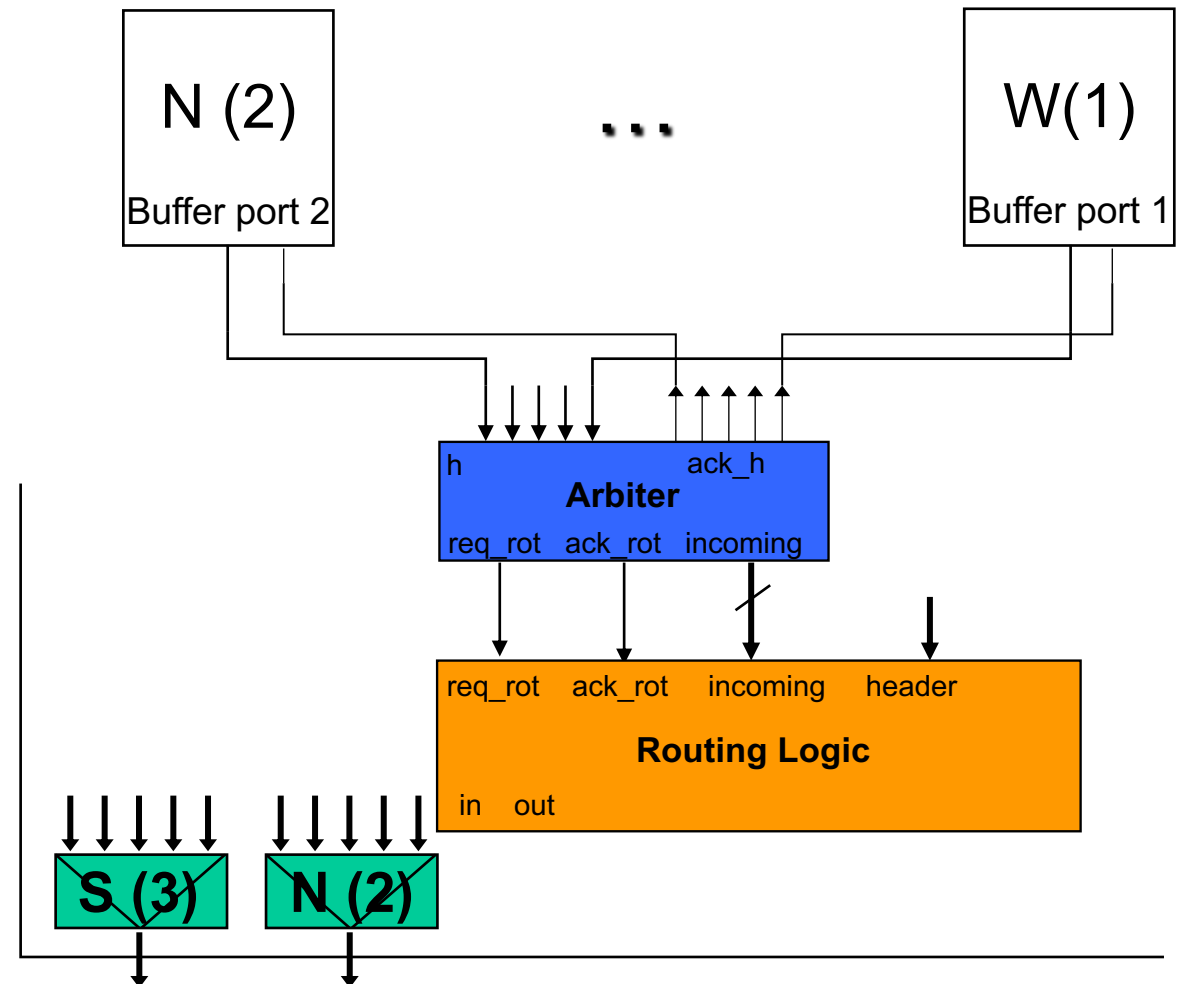 N (2)
...
W(1)
Buffer port 2
Buffer port 1
h
ack_h
Arbiter
req_rot ack_rot incoming
req_rot ack_rot incoming header
Routing Logic
in out
S (3)
N (2)